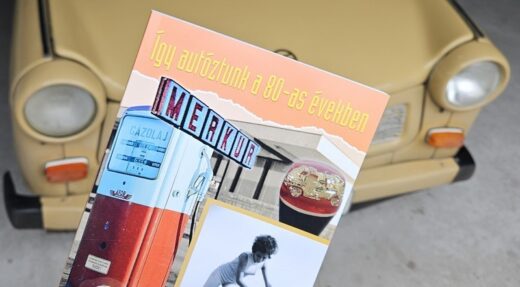 Így autóztunk a 80-as években
MERKUR
GÁZOLAJ